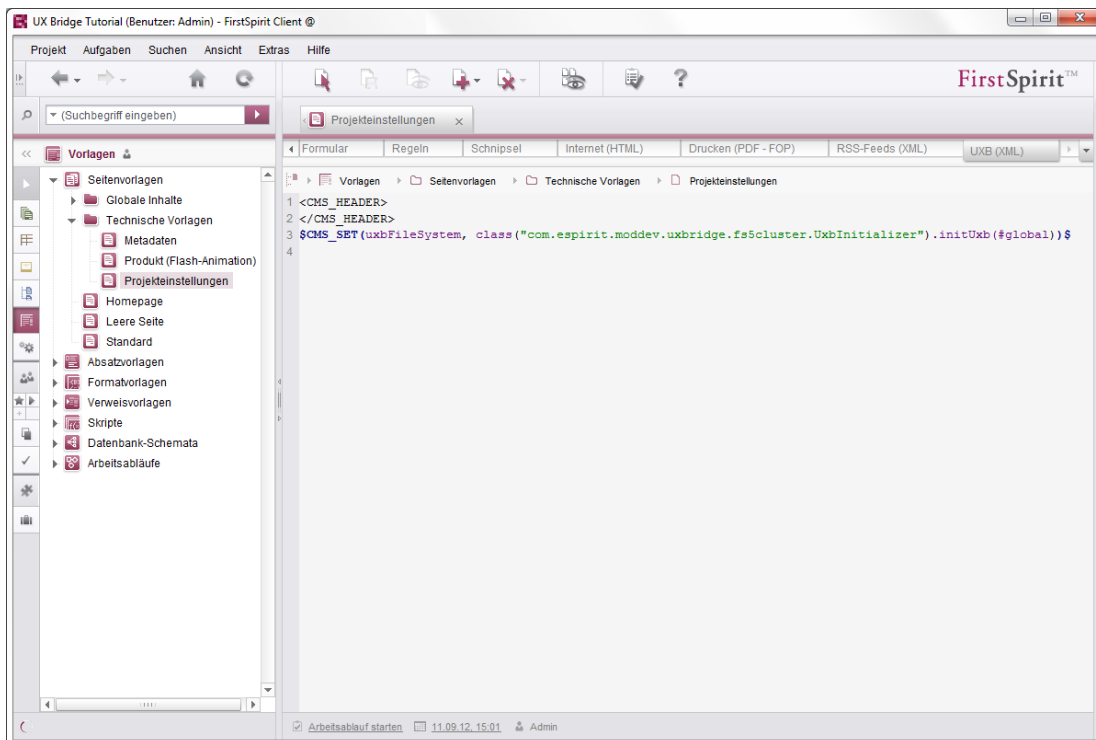 UX Bridge Tutorial (Benutzer: Admin) - FirstSpirit Client @
Projekt Aufgaben Suchen Ansicht Extras Hilfe
FirstSpirit™
(Suchbegriff eingeben)
Projekteinstellungen x
Vorlagen
Formular Regeln Schnipsel Internet (HTML) Drucken (PDF - FOP) RSS-Feeds (XML) UXB (XML)
Vorlagen Seitenvorlagen Technische Vorlagen Projekteinstellungen
Seitenvorlagen
Globale Inhalte
Technische Vorlagen
Metadaten
Produkt (Flash-Animation)
Projekteinstellungen
Homepage
Leere Seite
Standard
Absatzvorlagen
Formatvorlagen
Verweisvorlagen
Skripte
Datenbank-Schemata
Arbeitsabläufe
1 <CMS_HEADER>
2 </CMS_HEADER>
3 $CMS_SET(uxbFileSystem, class("com.espirit.moddev.uxbridge.fs5cluster.UxbInitializer").initUxb(#global))$
4
Arbeitsablauf starten 11.09.12, 15:01 Admin